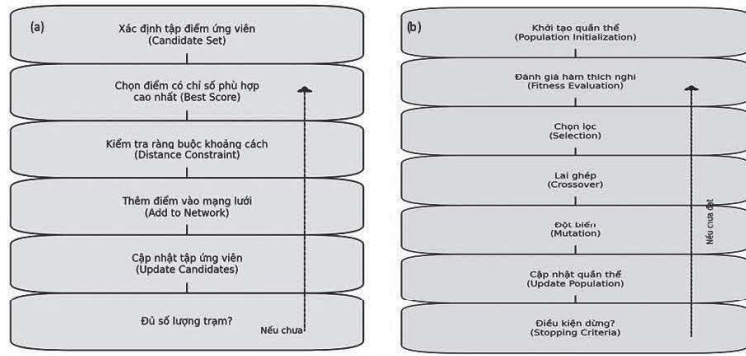 (a)
Xác định tập điểm ứng viên
(Candidate Set)
Chọn điểm có chỉ số phù hợp
cao nhất (Best Score)
Kiểm tra ràng buộc khoảng cách
(Distance Constraint)
Thêm điểm vào mạng lưới
(Add to Network)
Cập nhật tập ứng viên
(Update Candidates)
Đủ số lượng trạm?
Nếu chưa
(b)
Khởi tạo quần thể
(Population Initialization)
Đánh giá hàm thích nghi
(Fitness Evaluation)
Chọn lọc
(Selection)
Lai ghép
(Crossover)
Đột biến
(Mutation)
Cập nhật quần thể
(Update Population)
Điều kiện dừng?
(Stopping Criteria)
Nếu chưa đạt